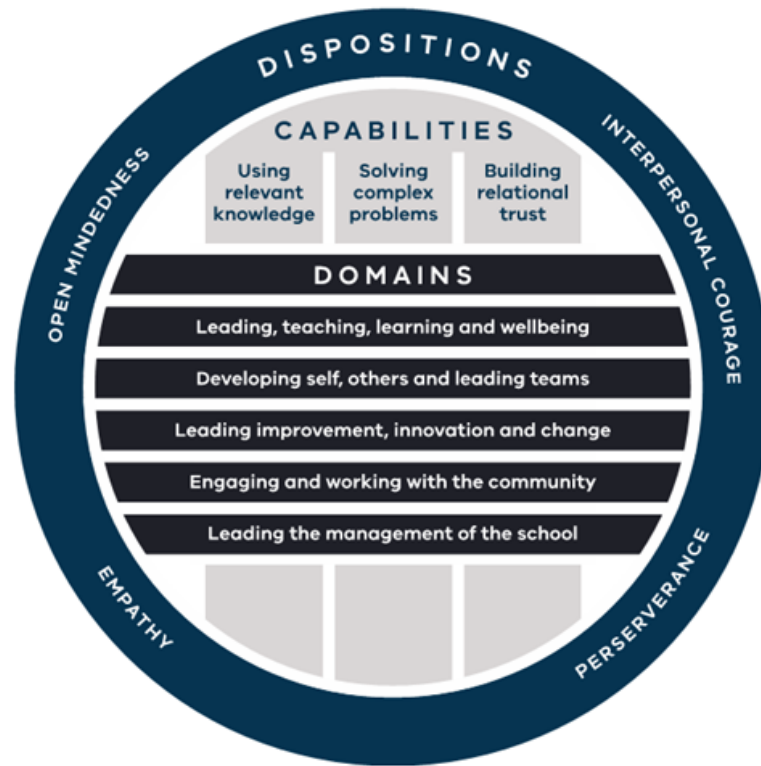 DISPOSITIONS
OPEN MINDEDNESS
INTERPERSONAL COURAGE
CAPABILITIES
Using
relevant
knowledge
Solving
complex
problems
Building
relational
trust
DOMAINS
Leading, teaching, learning and wellbeing
Developing self, others and leading teams
Leading improvement, innovation and change
Engaging and working with the community
Leading the management of the school
EMPATHY
PERSERVERANCE